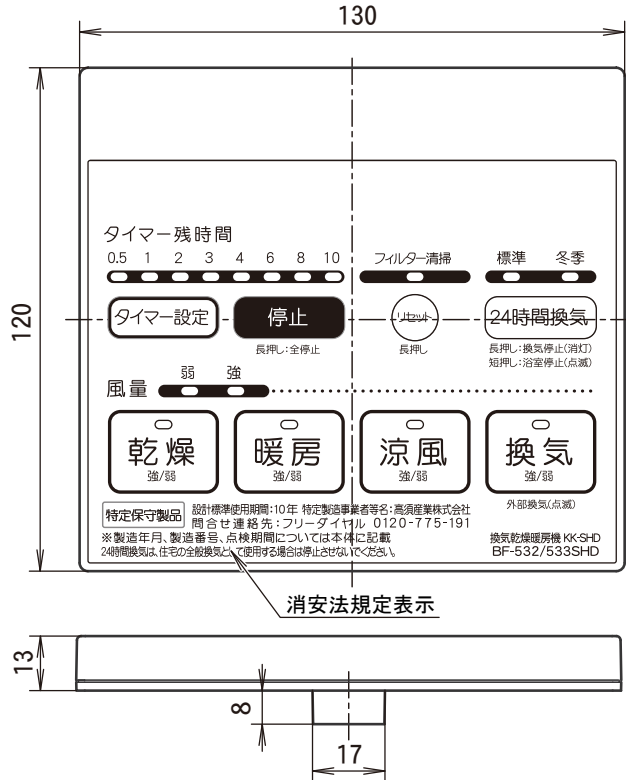 130
120
タイマー残時間
0.5 1 2 3 4 6 8 10 フィルター清掃 標準 冬季
タイマー設定 停止 リセット 24時間換気
長押し:全停止 長押し 長押し:換気停止(消灯)
短押し:浴室停止(点滅)
弱 強
風量
乾燥 暖房 涼風 換気
強/弱 強/弱 強/弱 強/弱
外部換気(点滅)
特定保守製品 設計標準使用期間:10年 特定製造事業者等名:高須産業株式会社
問合せ連絡先:フリーダイヤル 0120-775-191
※製造年月、製造番号、点検期間については本体に記載 換気乾燥暖房機 KK-SHD
24時間換気は、住宅の全般換気として使用する場合は停止させないでください。 BF-532/533SHD
消安法規定表示
13
8
17